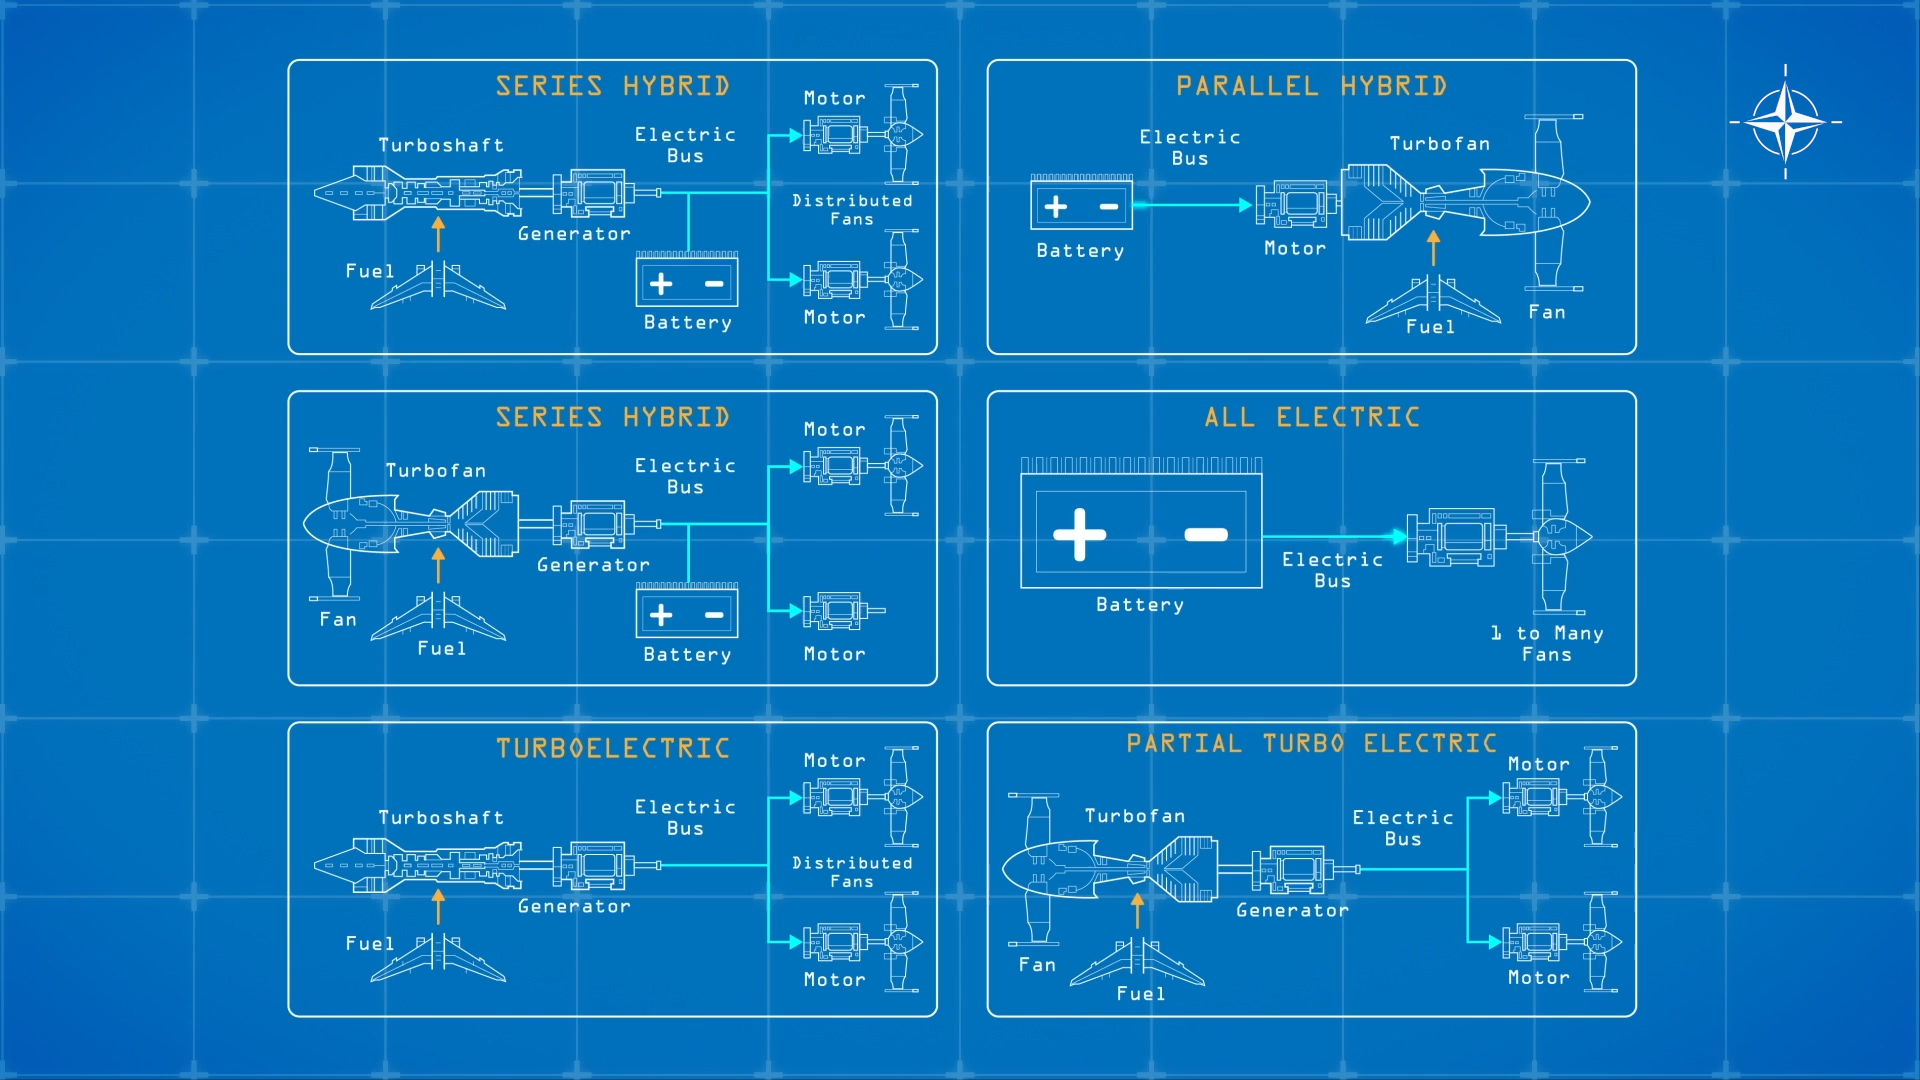 SERIES HYBRID
Motor
Electric
Bus
Turboshaft
Distributed
Fans
Generator
Fuel
+ -
Battery
Motor
PARALLEL HYBRID
Electric
Bus
Turbofan
+ -
Battery
Motor
Fan
Fuel
SERIES HYBRID
Motor
Turbofan
Electric
Bus
Generator
+ -
Fan
Fuel
Battery
Motor
ALL ELECTRIC
+ -
Electric
Bus
Battery
1 to Many
Fans
TURBOELECTRIC
Motor
Electric
Bus
Turboshaft
Distributed
Fans
Generator
Fuel
Motor
PARTIAL TURBO ELECTRIC
Motor
Turbofan
Electric
Bus
Generator
Fan
Fuel
Motor